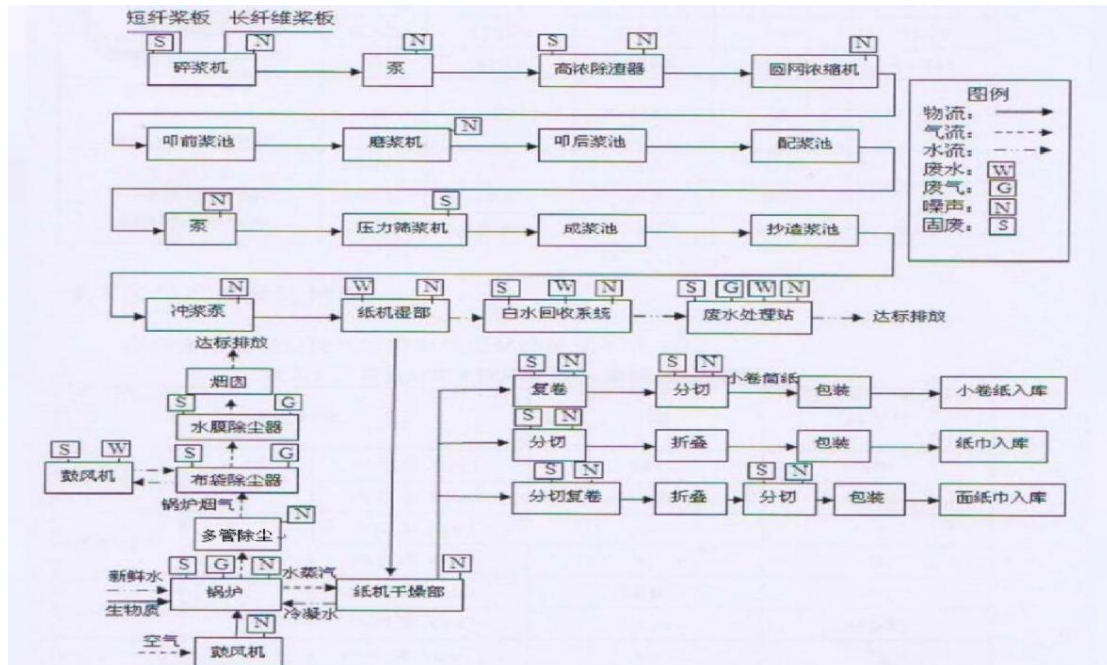 短纤浆板 长纤维浆板
S N N S N N
碎浆机 泵 高浓除渣器 圆网浓缩机
图例
物流：
气流：
水流：
废水： W
废气： G
噪声： N
固废： S
N
叩前浆池 磨浆机 叩后浆池 配浆池
N S
泵 压力筛浆机 成浆池 抄造浆池
N W N S W N S G W N
冲浆泵 纸机湿部 白水回收系统 废水处理站 达标排放
达标排放
烟囱
S G
水膜除尘器
S W S G
鼓风机 布袋除尘器
锅炉烟气
N
多管除尘
S G N
新鲜水 锅炉 水蒸汽
生物质 冷凝水
N
纸机干燥部
空气 N
鼓风机
S N S N
复卷 分切 小卷筒纸 包装 小卷纸入库
S N
分切 折叠 包装 纸巾入库
S N S N
分切复卷 折叠 分切 包装 面纸巾入库